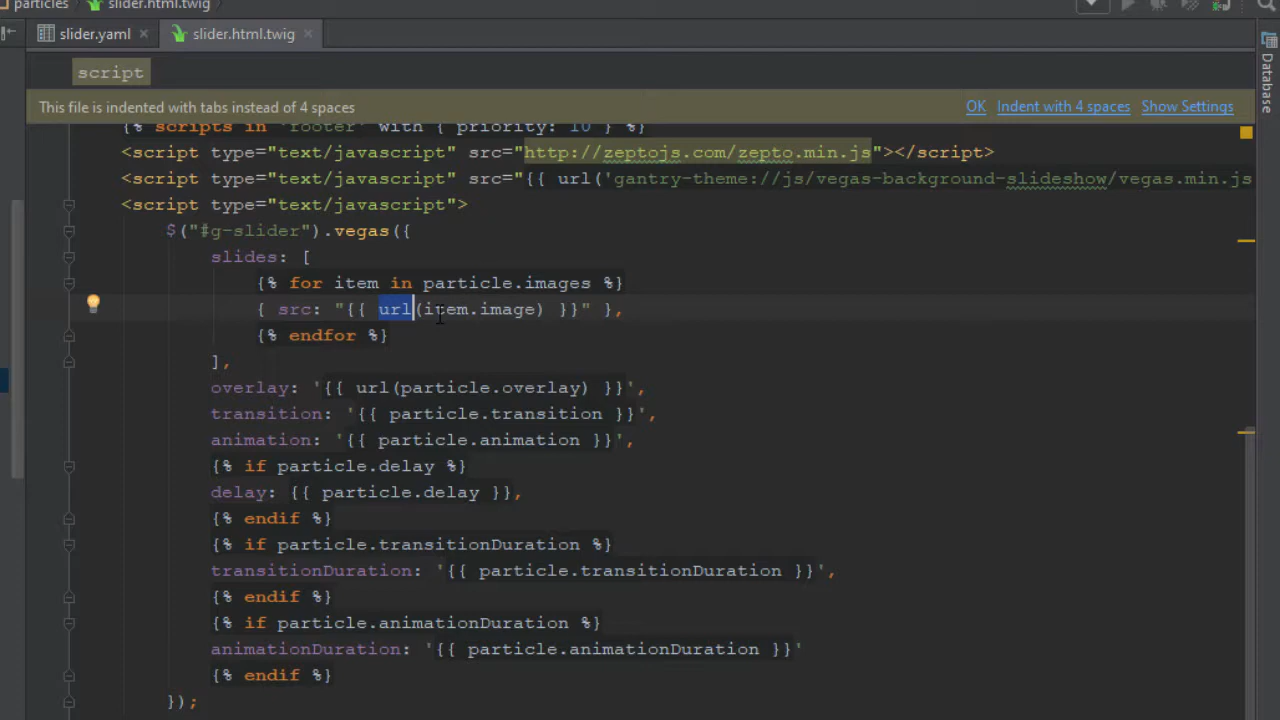 particles
slider.html.twig
slider.yaml
slider.html.twig
script
This file is indented with tabs instead of 4 spaces
OK Indent with 4 spaces Show Settings
Database
{% scripts in 'footer' with { priority: 10 } %}
<script type="text/javascript" src="http://zeptojs.com/zepto.min.js"></script>
<script type="text/javascript" src="{{ url('gantry-theme://js/vegas-background-slideshow/vegas.min.js
<script type="text/javascript">
$("#g-slider").vegas({
slides: [
{% for item in particle.images %}
{ src: "{{ url(item.image) }}" },
{% endfor %}
],
overlay: '{{ url(particle.overlay) }}',
transition: '{{ particle.transition }}',
animation: '{{ particle.animation }}',
{% if particle.delay %}
delay: {{ particle.delay }},
{% endif %}
{% if particle.transitionDuration %}
transitionDuration: '{{ particle.transitionDuration }}',
{% endif %}
{% if particle.animationDuration %}
animationDuration: '{{ particle.animationDuration }}'
{% endif %}
});